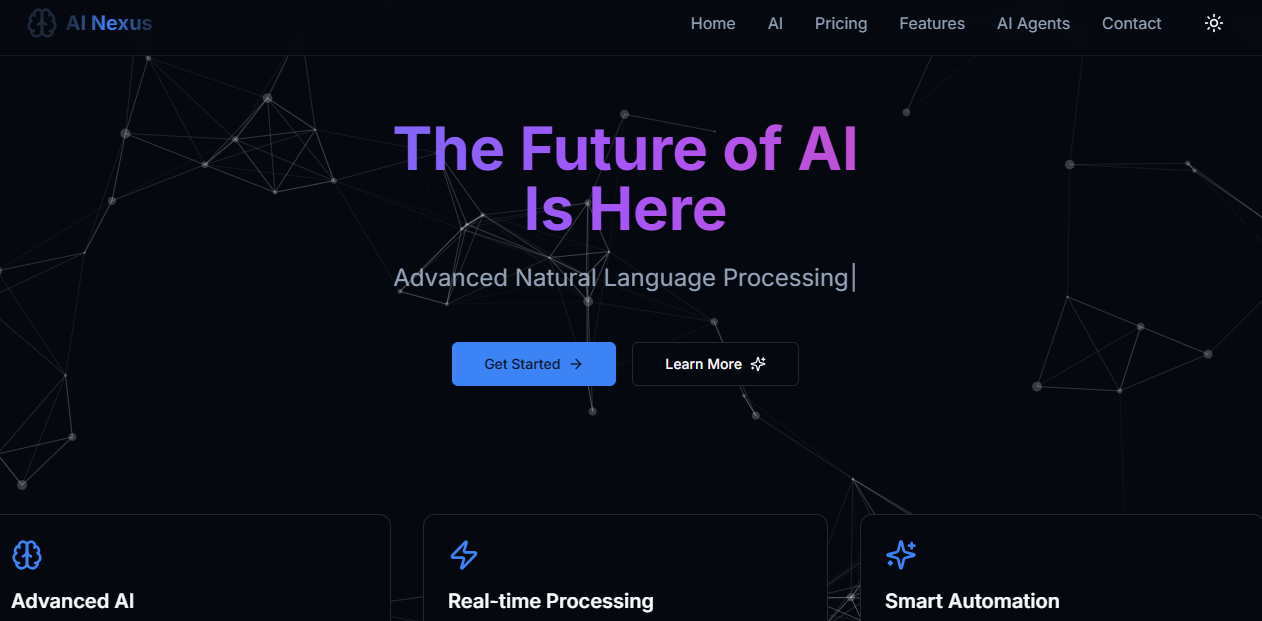 AI Nexus
Home AI Pricing Features AI Agents Contact
The Future of AI
Is Here
Advanced Natural Language Processing|
Get Started
Learn More
Advanced AI
Real-time Processing
Smart Automation